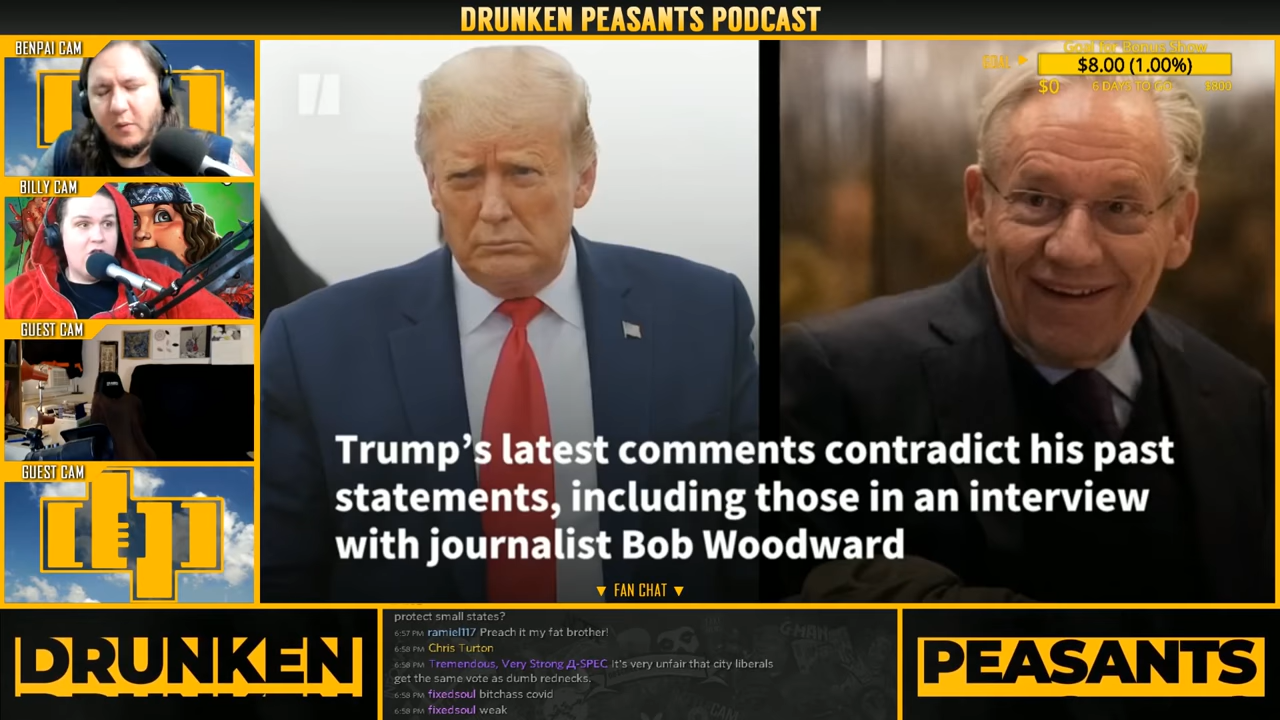 DRUNKEN PEASANTS PODCAST
BENPAI CAM
BILLY CAM
GUEST CAM
GUEST CAM
Goal for Bonus Show
GOAL
$8.00 (1.00%)
$0
6 DAYS TO GO
$800
Trump's latest comments contradict his past
statements, including those in an interview
with journalist Bob Woodward
▼ FAN CHAT ▼
DRUNKEN
protect small states?
6:57 PM ramiel117 Preach it my fat brother!
6:58 PM Chris Turton
6:58 PM Tremendous, Very Strong Д-SPEC It's very unfair that city liberals
get the same vote as dumb rednecks.
6:58 PM fixedsoul bitchass covid
6:58 PM fixedsoul weak
PEASANTS